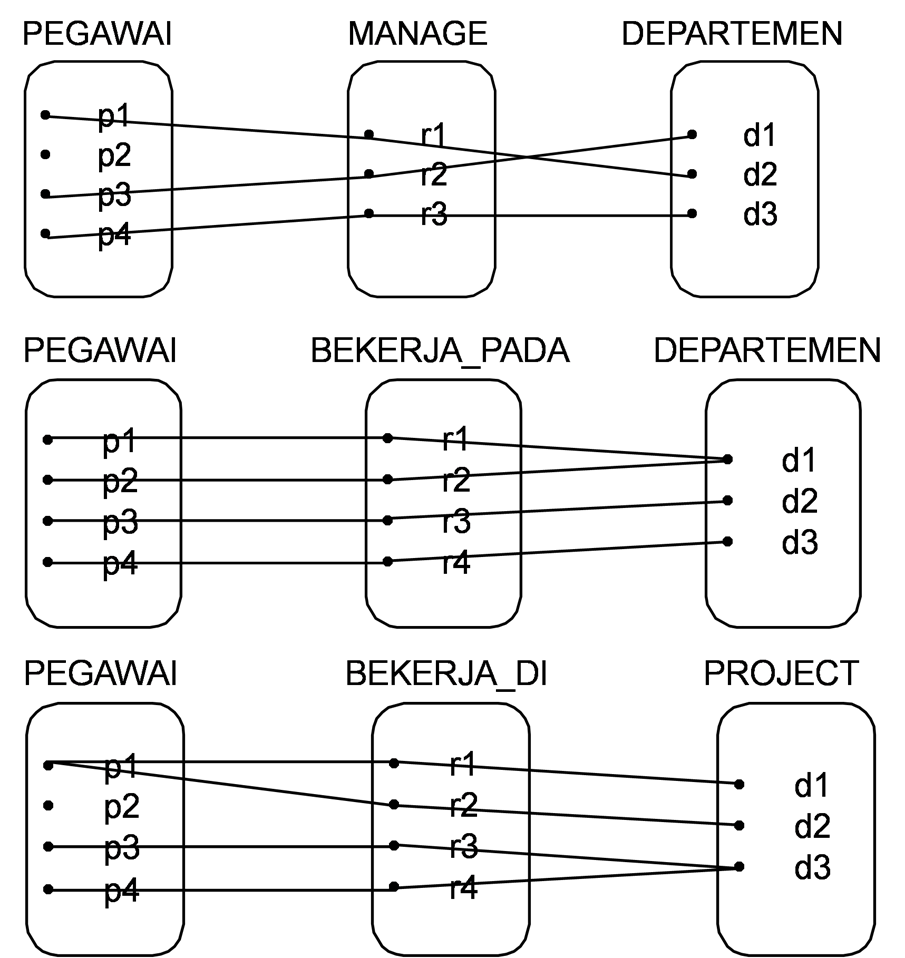 PEGAWAI MANAGE DEPARTEMEN
p1
r1 d1
p2
r2 d2
p3
r3 d3
p4
PEGAWAI BEKERJA_PADA DEPARTEMEN
p1 r1
d1
p2 r2
d2
p3 r3
d3
p4 r4
PEGAWAI BEKERJA_DI PROJECT
p1 r1
d1
p2 r2
d2
p3 r3
d3
p4 r4